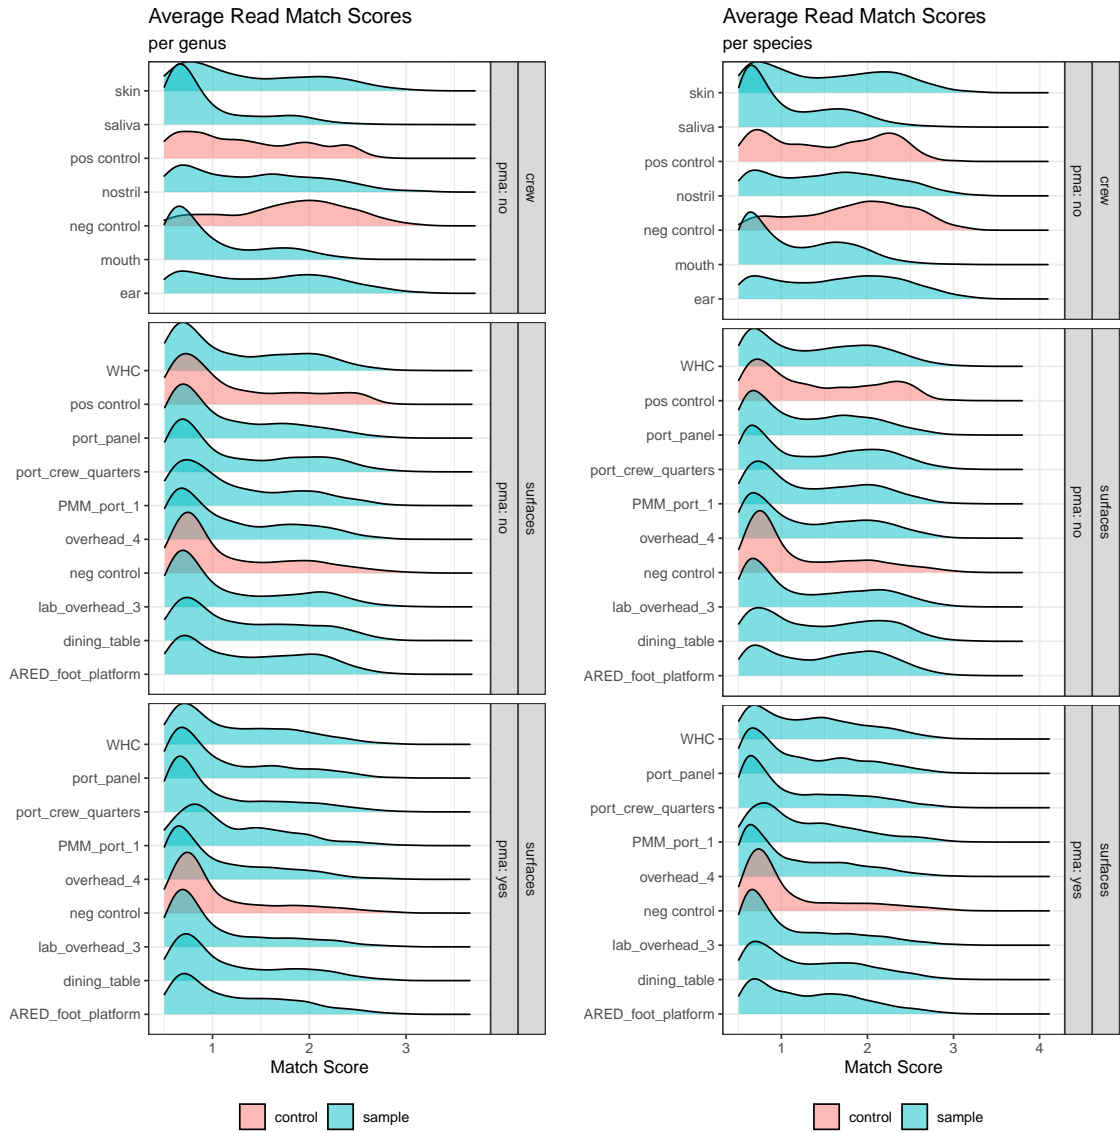 Average Read Match Scores
per genus
skin
saliva
pos control
nostril
neg control
mouth
ear
pma: no
crew
WHC
pos control
port_panel
port_crew_quarters
PMM_port_1
overhead_4
neg control
lab_overhead_3
dining_table
ARED_foot_platform
pma: no
surfaces
WHC
port_panel
port_crew_quarters
PMM_port_1
overhead_4
neg control
lab_overhead_3
dining_table
ARED_foot_platform
pma: yes
surfaces
1 2 3
Match Score
control sample
Average Read Match Scores
per species
skin
saliva
pos control
nostril
neg control
mouth
ear
pma: no
crew
WHC
pos control
port_panel
port_crew_quarters
PMM_port_1
overhead_4
neg control
lab_overhead_3
dining_table
ARED_foot_platform
pma: no
surfaces
WHC
port_panel
port_crew_quarters
PMM_port_1
overhead_4
neg control
lab_overhead_3
dining_table
ARED_foot_platform
pma: yes
surfaces
1 2 3 4
Match Score
control sample